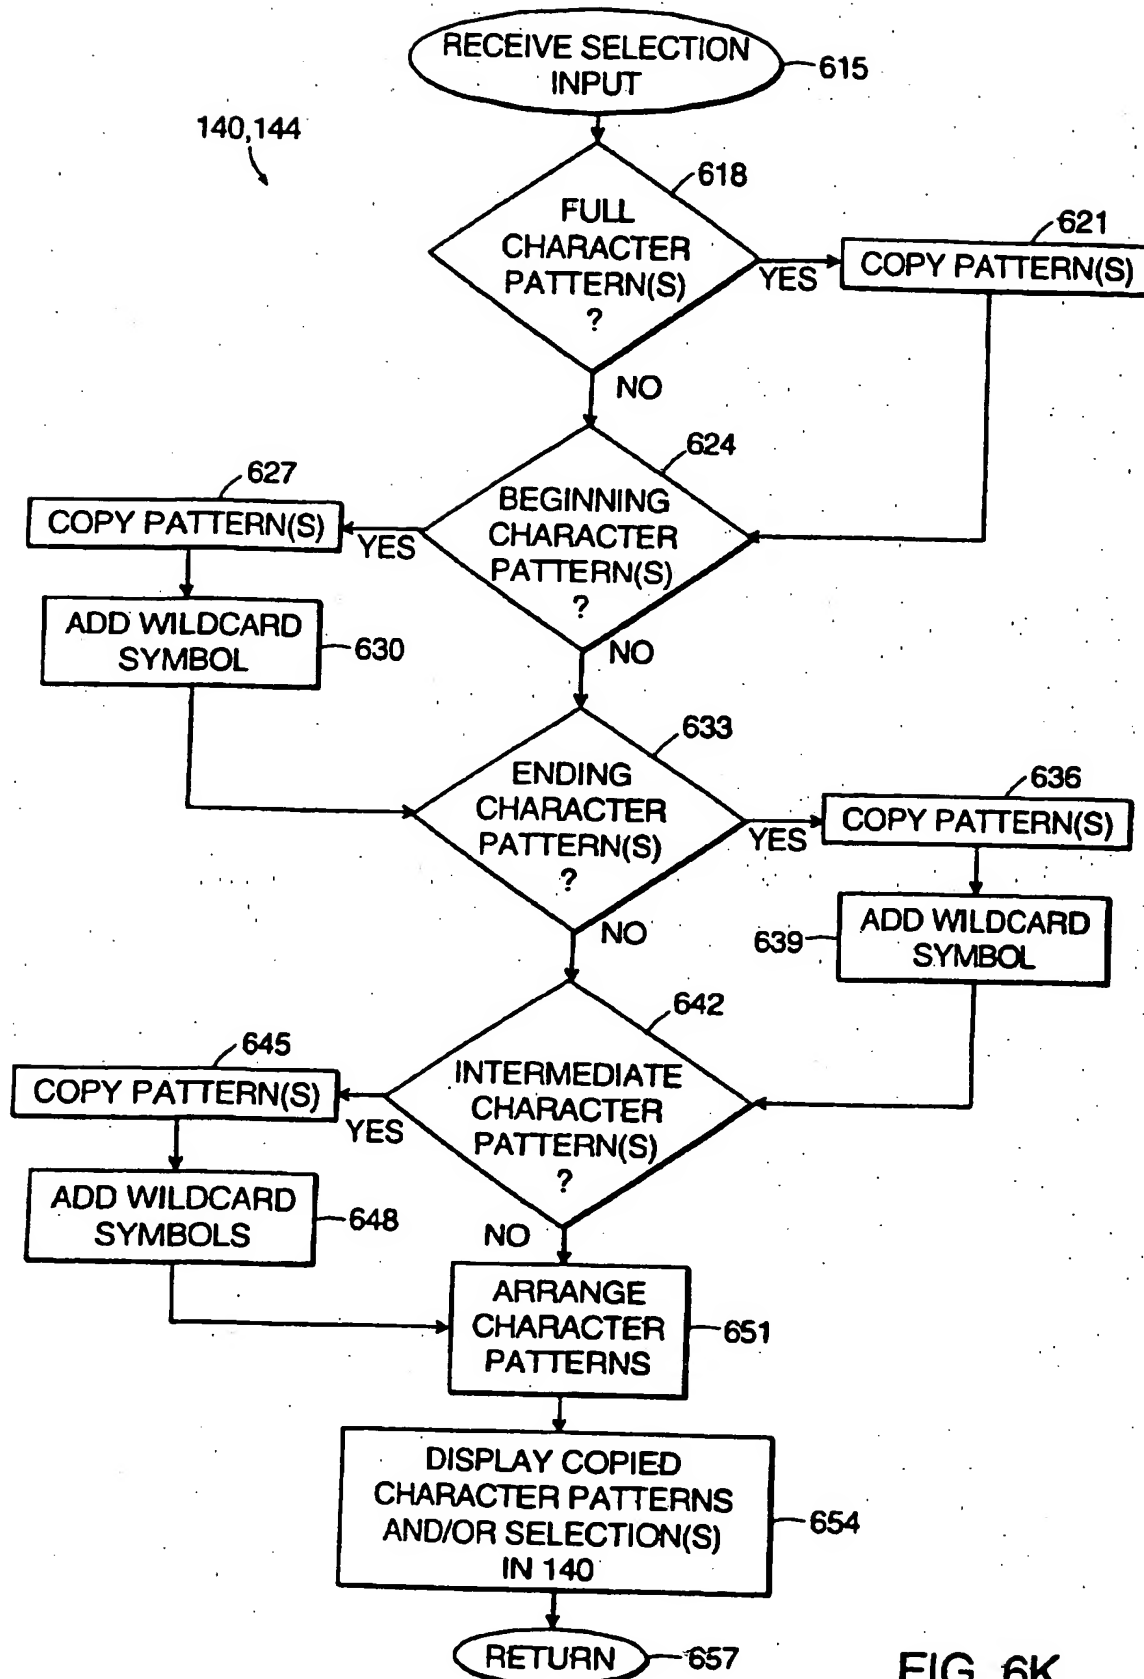 RECEIVE SELECTION
INPUT
615
140,144
618
FULL
CHARACTER
PATTERN(S)
?
YES
621
COPY PATTERN(S)
NO
624
627
BEGINNING
CHARACTER
PATTERN(S)
?
COPY PATTERN(S)
YES
ADD WILDCARD
SYMBOL
630
NO
633
ENDING
CHARACTER
PATTERN(S)
?
636
YES
COPY PATTERN(S)
ADD WILDCARD
SYMBOL
639
NO
642
645
INTERMEDIATE
CHARACTER
PATTERN(S)
?
COPY PATTERN(S)
YES
ADD WILDCARD
SYMBOLS
648
NO
ARRANGE
CHARACTER
PATTERNS
651
DISPLAY COPIED
CHARACTER PATTERNS
AND/OR SELECTION(S)
IN 140
654
RETURN
657
FIG. 6K